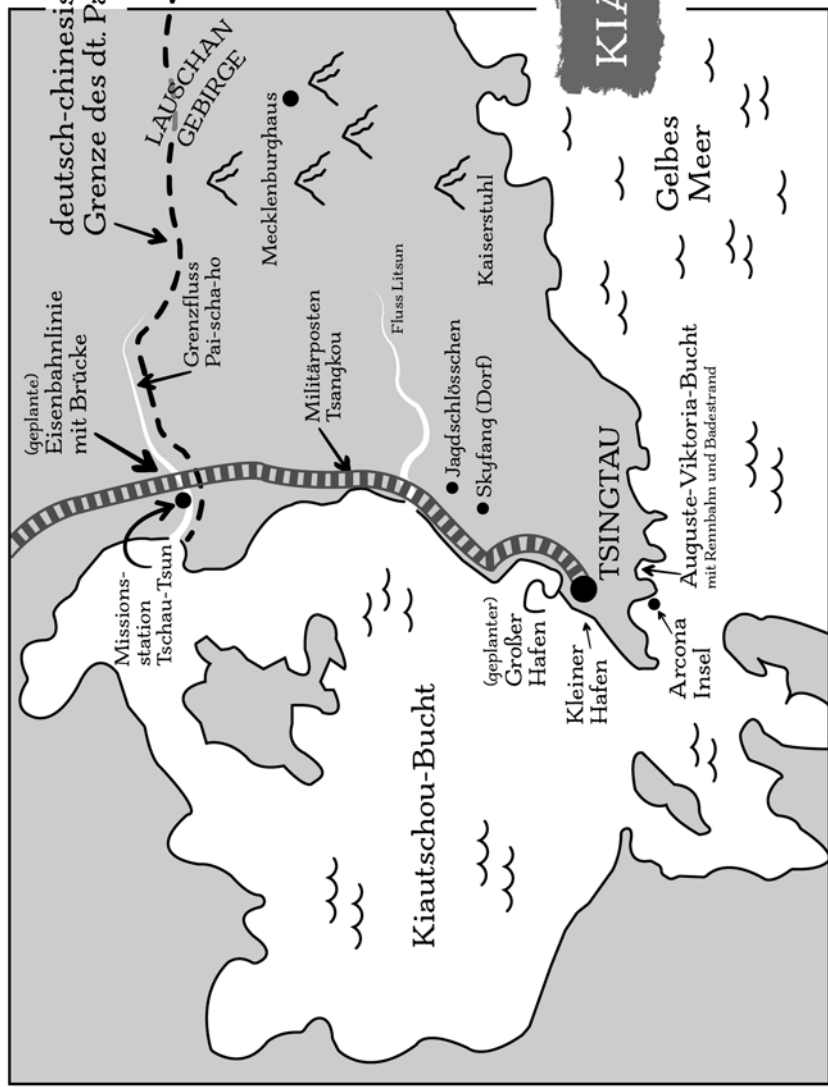 (geplante)
Eisenbahnlinie
mit Brücke
deutsch-chinesis
Grenze des dt. Pa
Missions-
station
Tschau-Tsun
LAUSCHAN
GEBIRGE
Grenzfluss
Pai-scha-ho
Mecklenburghaus
Militärposten
Tsangkou
Fluss Litsun
Kiautschou-Bucht
Jagdschlösschen
Skyfang (Dorf)
Kaiserstuhl
(geplanter)
Großer
Hafen
Kleiner
Hafen
TSINGTAU
KIA
Gelbes
Meer
Arcona
Insel
Auguste-Viktoria-Bucht
mit Rennbahn und Badestrand